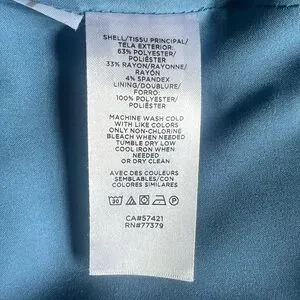 SHELL/TISSU PRINCIPAL/
TELA EXTERIOR:
63% POLYESTER/
POLIÉSTER
33% RAYON/RAYONNE/
RAYÓN
4% SPANDEX
LINING/DOUBLURE/
FORRO:
100% POLYESTER/
POLIÉSTER
MACHINE WASH COLD
WITH LIKE COLORS
ONLY NON-CHLORINE
BLEACH WHEN NEEDED
TUMBLE DRY LOW
COOL IRON WHEN
NEEDED
OR DRY CLEAN
AVEC DES COULEURS
SEMBLABLES/CON
COLORES SIMILARES
CA#57421
RN#77379